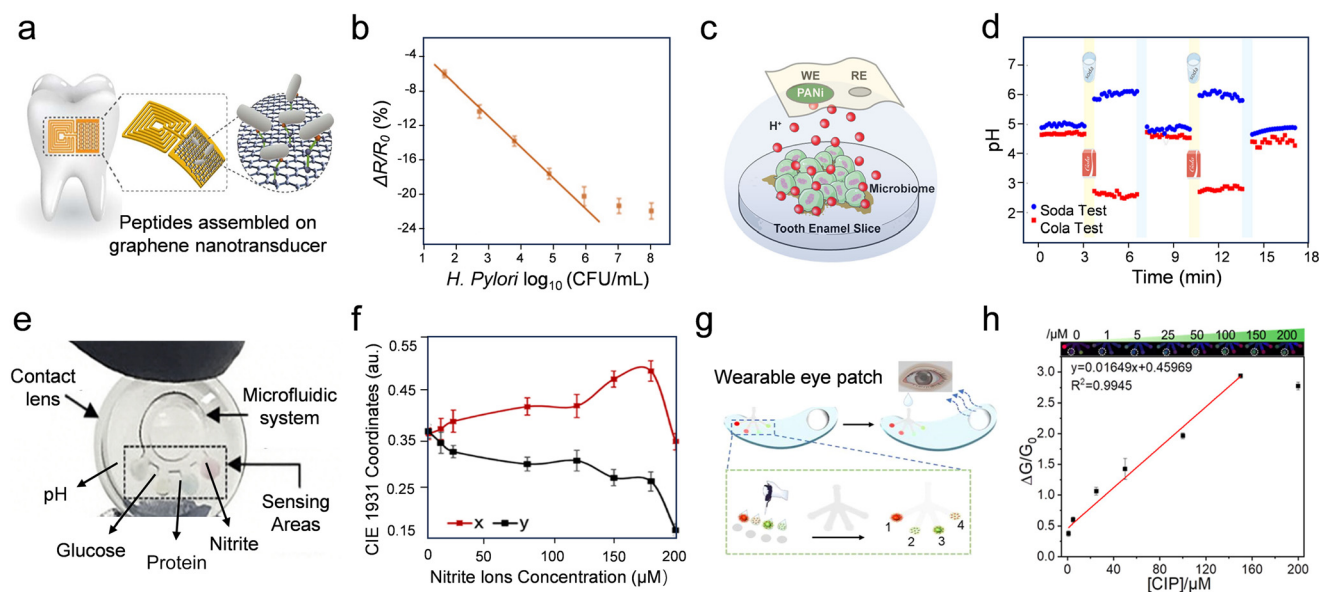 a
Peptides assembled on
graphene nanotransducer
b
ΔR/R0 (%)
-4
-8
-12
-16
-20
-24
1 2 3 4 5 6 7 8
H. Pylori log10 (CFU/mL)
c
WE RE
PANi
H+
Microbiome
Tooth Enamel Slice
d
pH
7
6
5
4
3
2
Soda
Soda
Cola
Cola
Soda Test
Cola Test
0 3 6 9 12 15 18
Time (min)
e
Contact
lens
Microfluidic
system
pH
Sensing
Areas
Glucose
Protein
Nitrite
f
CIE 1931 Coordinates (au.)
0.55
0.45
0.35
0.25
0.15
x y
0 50 100 150 200
Nitrite Ions Concentration (µM)
g
Wearable eye patch
1
2
3
4
h
/µM 0 1 5 25 50 100 150 200
y=0.01649x+0.45969
R2=0.9945
ΔG/G0
3.0
2.5
2.0
1.5
1.0
0.5
0.0
0 40 80 120 160 200
[CIP]/µM